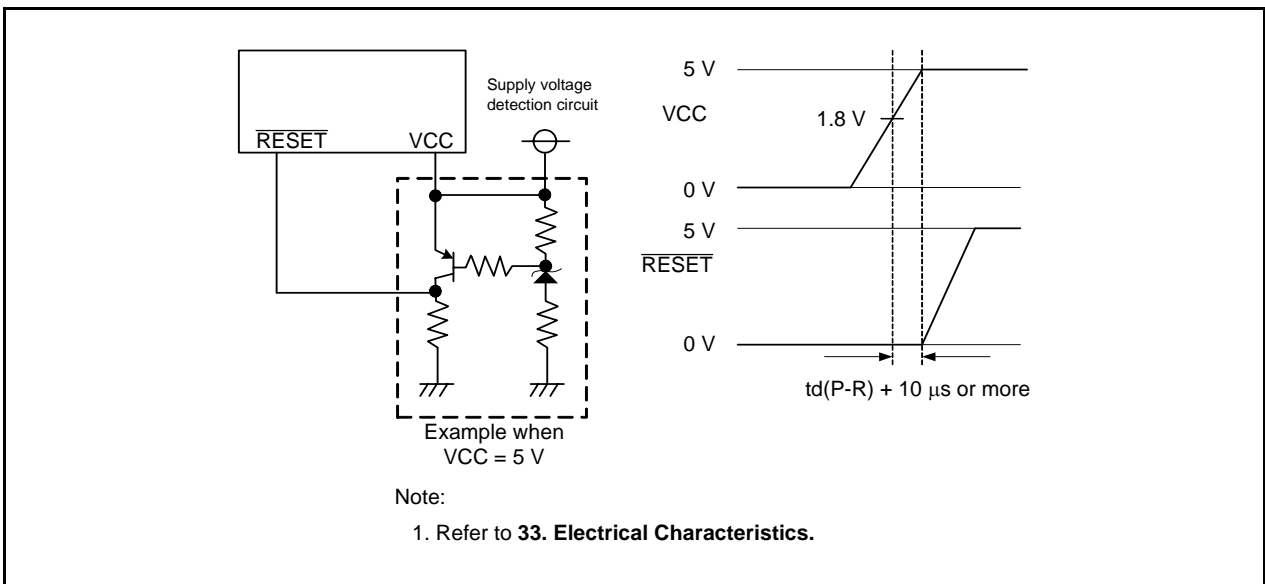 Supply voltage
detection circuit
RESET
VCC
Example when
VCC = 5 V
5 V
VCC
1.8 V
0 V
5 V
RESET
0 V
td(P-R) + 10 μs or more
Note:
1. Refer to 33. Electrical Characteristics.